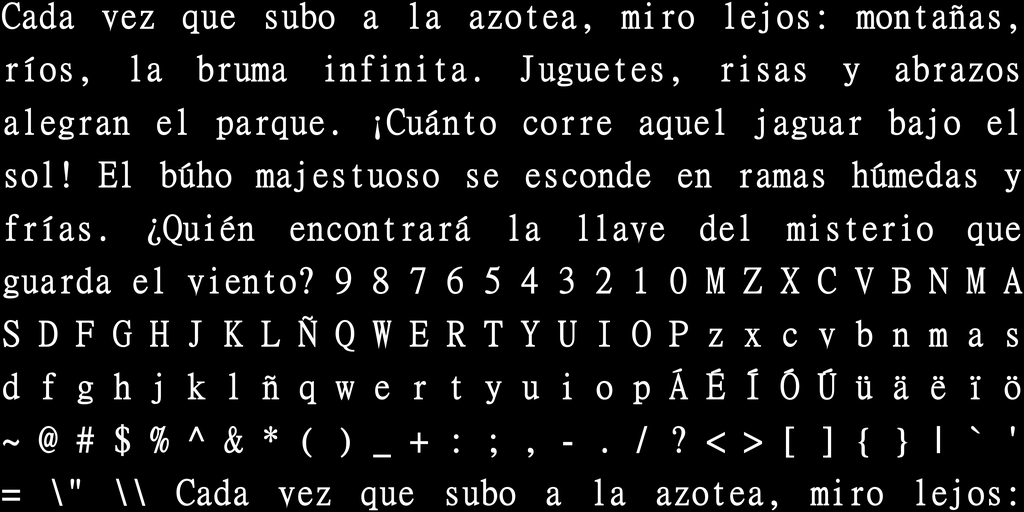 Cada vez que subo a la azotea, miro lejos: montañas,
ríos, la bruma infinita. Juguetes, risas y abrazos
alegran el parque. ¡Cuánto corre aquel jaguar bajo el
sol! El búho majestuoso se esconde en ramas húmedas y
frías. ¿Quién encontrará la llave del misterio que
guarda el viento? 9 8 7 6 5 4 3 2 1 0 M Z X C V B N M A
S D F G H J K L Ñ Q W E R T Y U I O P z x c v b n m a s
d f g h j k l ñ q w e r t y u i o p Á É Í Ó Ú ü ä ë ï ö
~ @ # $ % ^ & * ( ) _ + : ; , - . / ? < > [ ] { } | ` '
= \" \\ Cada vez que subo a la azotea, miro lejos: